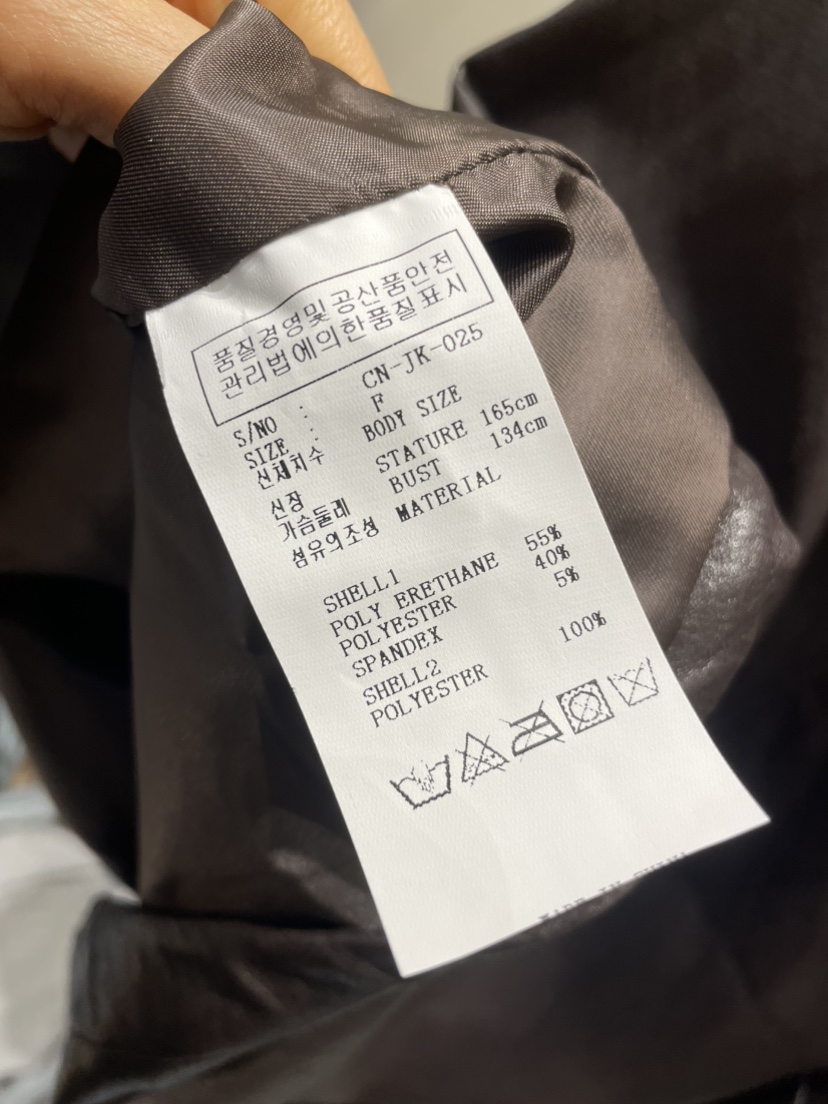 품질경영및공산품안전
관리법에의한품질표시
S/NO : CN-JK-025
SIZE : F
신체치수 BODY SIZE
신장 STATURE 165cm
가슴둘레 BUST 134cm
섬유의조성 MATERIAL
SHELL1
POLY ERETHANE 55%
POLYESTER 40%
SPANDEX 5%
SHELL2
POLYESTER 100%